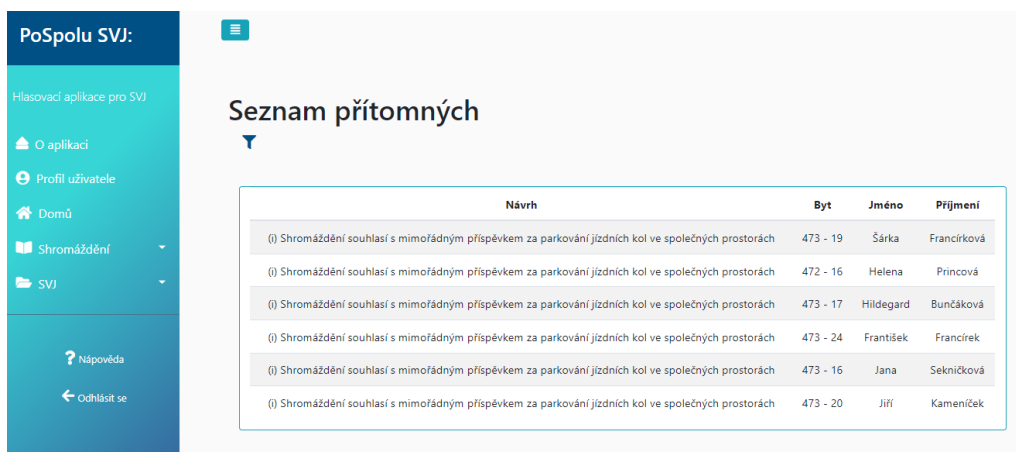 PoSpolu SVJ:
Hlasovací aplikace pro SVJ
O aplikaci
Profil uživatele
Domů
Shromáždění
SVJ
Nápověda
Odhlásit se
Seznam přítomných
Návrh Byt Jméno Příjmení
(i) Shromáždění souhlasí s mimořádným příspěvkem za parkování jízdních kol ve společných prostorách 473 - 19 Šárka Francírková
(i) Shromáždění souhlasí s mimořádným příspěvkem za parkování jízdních kol ve společných prostorách 472 - 16 Helena Princová
(i) Shromáždění souhlasí s mimořádným příspěvkem za parkování jízdních kol ve společných prostorách 473 - 17 Hildegard Bunčáková
(i) Shromáždění souhlasí s mimořádným příspěvkem za parkování jízdních kol ve společných prostorách 473 - 24 František Francírek
(i) Shromáždění souhlasí s mimořádným příspěvkem za parkování jízdních kol ve společných prostorách 473 - 16 Jana Sekničková
(i) Shromáždění souhlasí s mimořádným příspěvkem za parkování jízdních kol ve společných prostorách 473 - 20 Jiří Kameníček